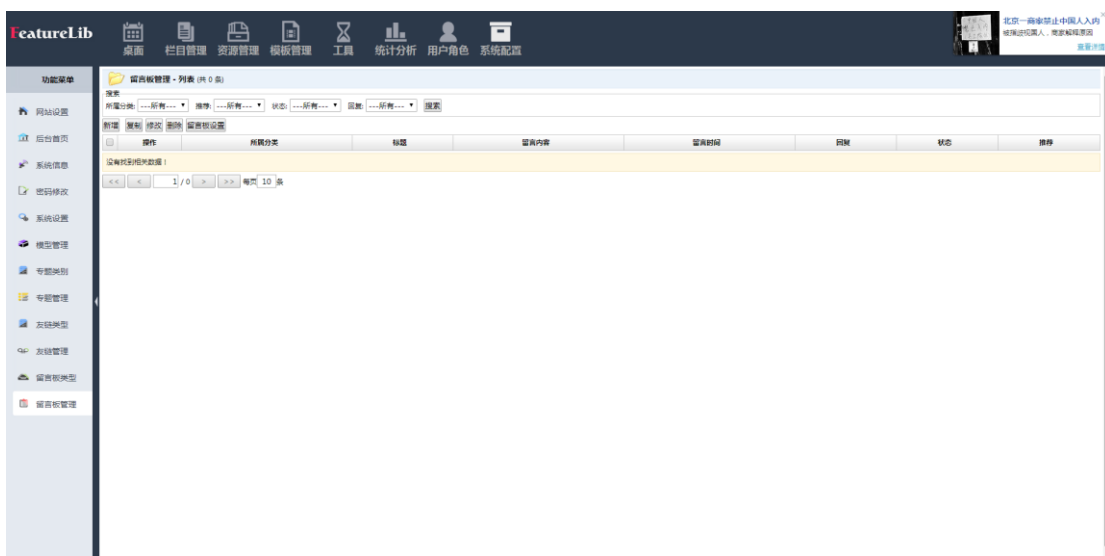 FeatureLib
桌面 栏目管理 资源管理 模板管理 工具 统计分析 用户角色 系统配置
北京一商家禁止中国人入内
被指歧视国人，商家解释原因
查看详情
功能菜单
网站设置
后台首页
系统信息
密码修改
系统设置
模型管理
专题类别
专题管理
友链类型
友链管理
留言板类型
留言板管理
留言板管理 - 列表 (共 0 条)
搜索
所属分类: ---所有--- 推荐: ---所有--- 状态: ---所有--- 回复: ---所有--- 搜索
新增 复制 修改 删除 留言板设置
操作 所属分类 标题 留言内容 留言时间 回复 状态 推荐
没有找到相关数据！
<< < 1 / 0 > >> 每页 10 条